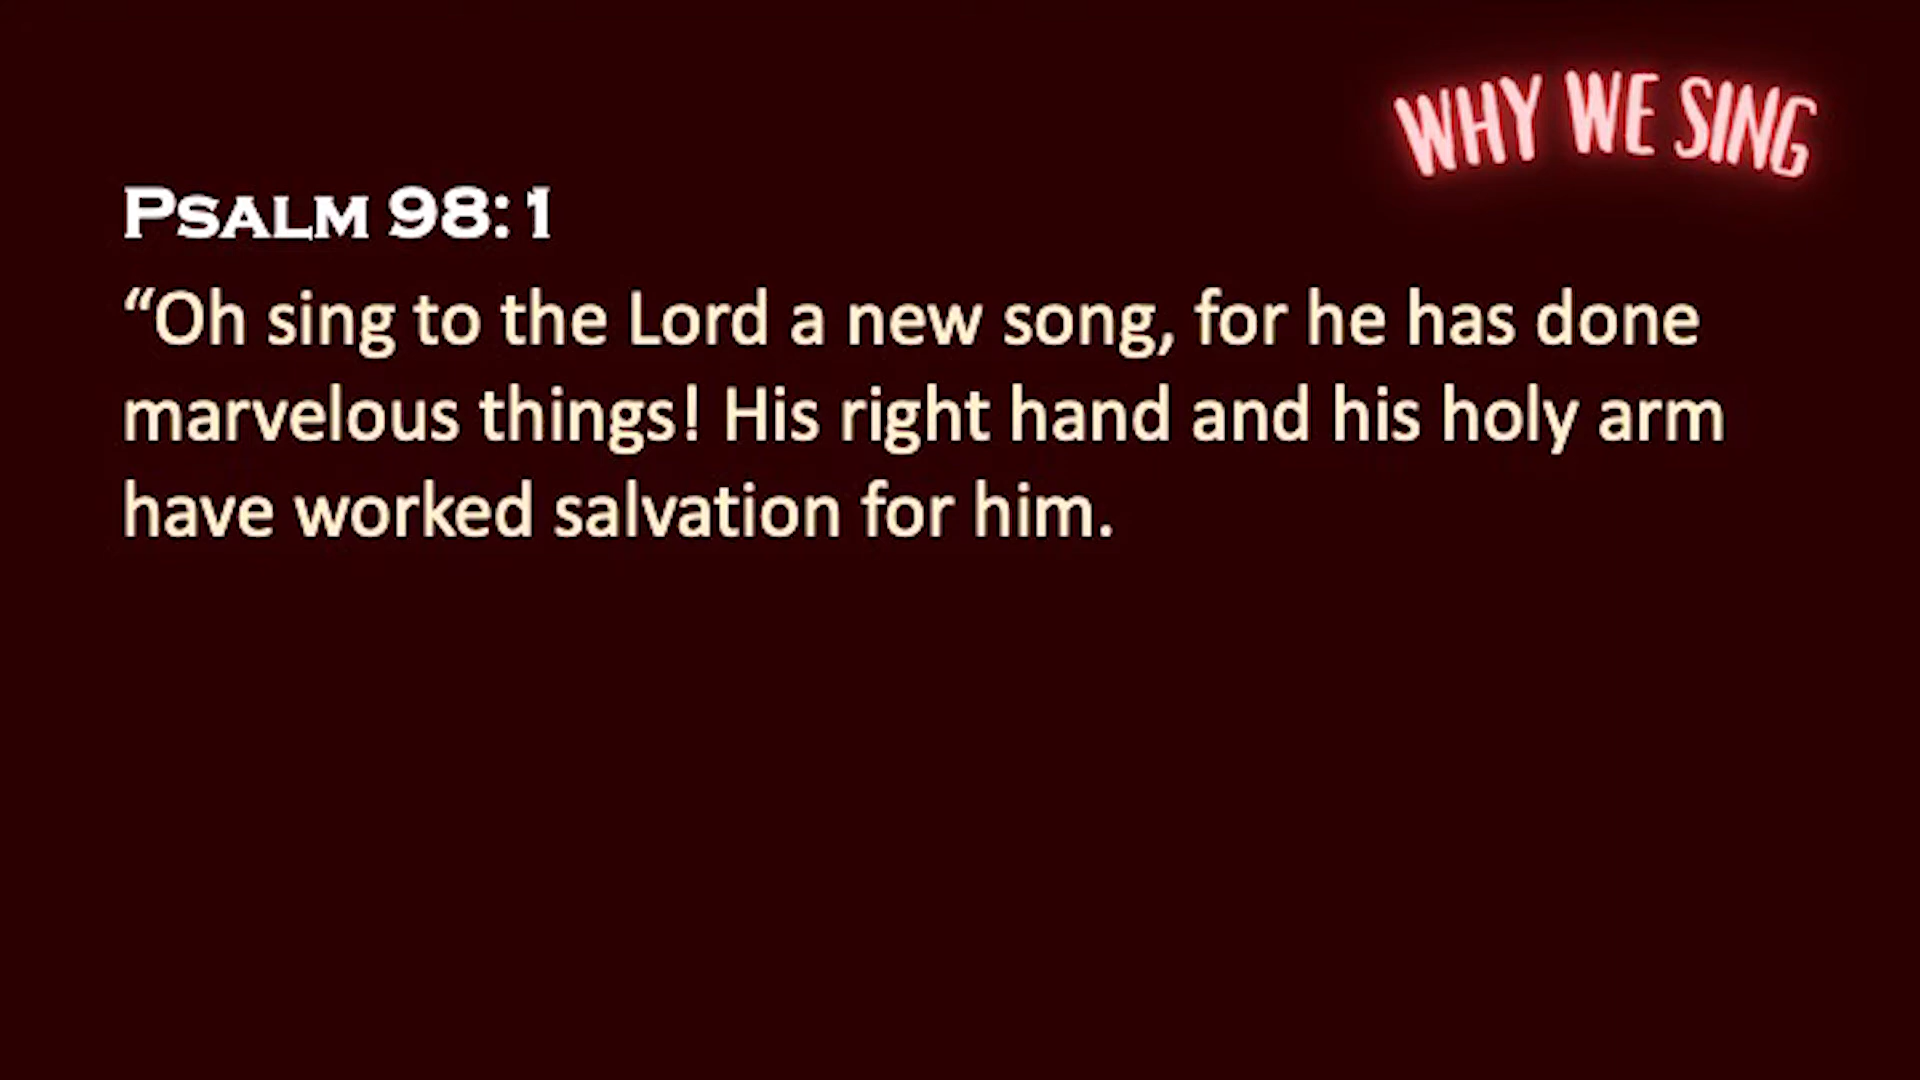 WHY WE SING
PSALM 98:1
“Oh sing to the Lord a new song, for he has done
marvelous things! His right hand and his holy arm
have worked salvation for him.